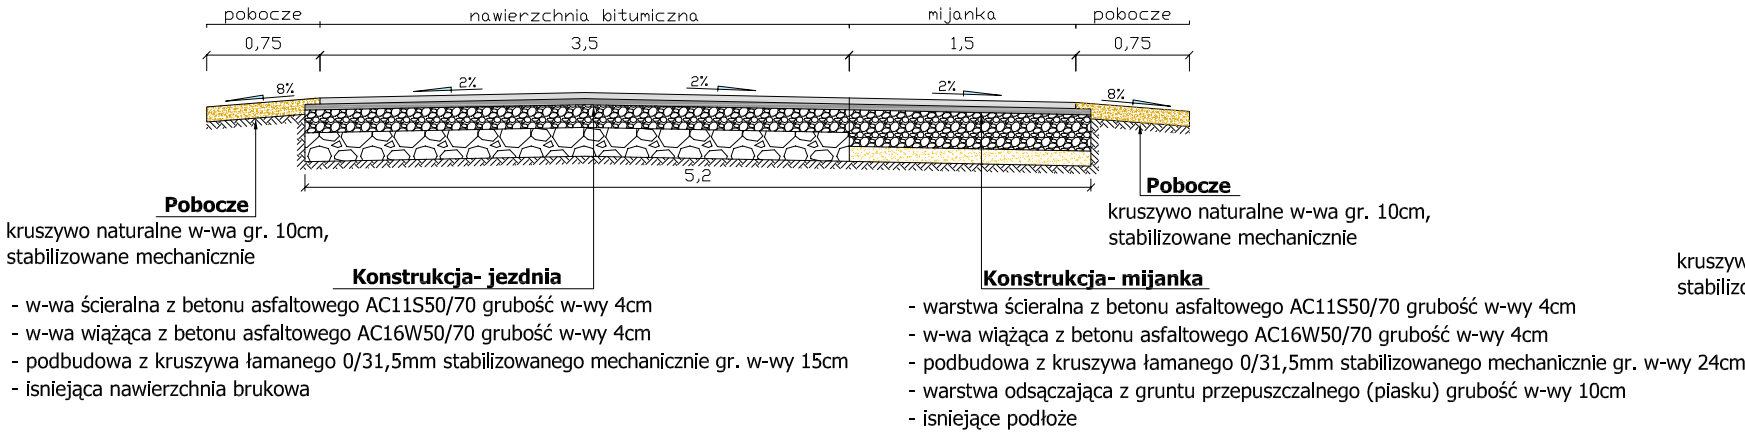 pobocze nawierzchnia bitumiczna mijanka pobocze
0,75 3,5 1,5 0,75
8% 2% 2% 2% 8%
5,2
Pobocze
kruszywo naturalne w-wa gr. 10cm,
stabilizowane mechanicznie
Pobocze
kruszywo naturalne w-wa gr. 10cm,
stabilizowane mechanicznie
Konstrukcja- jezdnia
- w-wa ścieralna z betonu asfaltowego AC11S50/70 grubość w-wy 4cm
- w-wa wiążąca z betonu asfaltowego AC16W50/70 grubość w-wy 4cm
- podbudowa z kruszywa łamanego 0/31,5mm stabilizowanego mechanicznie gr. w-wy 15cm
- isniejąca nawierzchnia brukowa
Konstrukcja- mijanka
- warstwa ścieralna z betonu asfaltowego AC11S50/70 grubość w-wy 4cm
- w-wa wiążąca z betonu asfaltowego AC16W50/70 grubość w-wy 4cm
- podbudowa z kruszywa łamanego 0/31,5mm stabilizowanego mechanicznie gr. w-wy 24cm
- warstwa odsączająca z gruntu przepuszczalnego (piasku) grubość w-wy 10cm
- isniejące podłoże
kruszyw
stabilizo